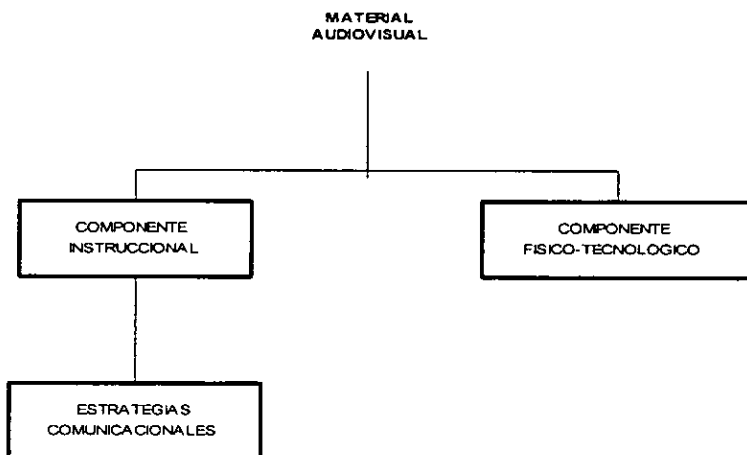 MATERIAL
AUDIOVISUAL
COMPONENTE
INSTRUCCIONAL
COMPONENTE
FISICO-TECNOLOGICO
ESTRATEGIAS
COMUNICACIONALES